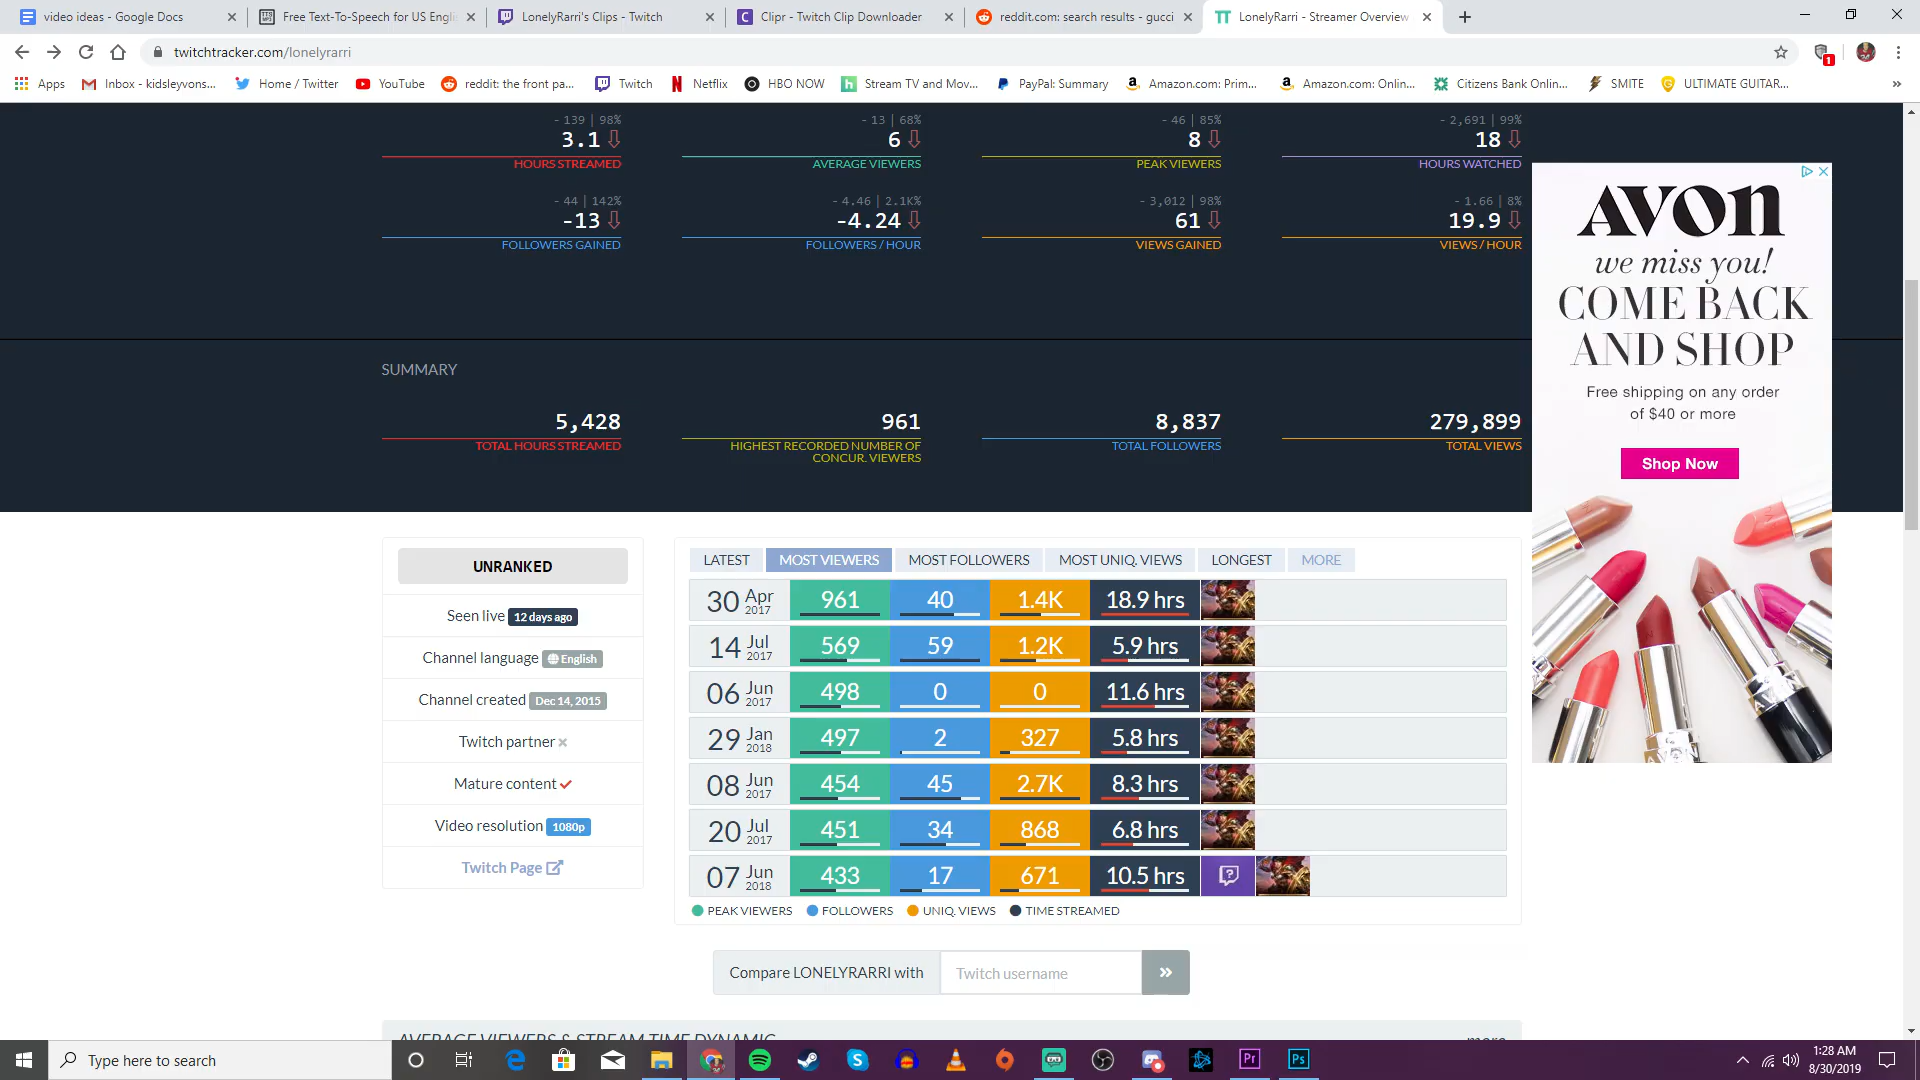 video ideas - Google Docs
Free Text-To-Speech for US Engli
LonelyRarri's Clips - Twitch
Clipr - Twitch Clip Downloader
reddit.com: search results - gucci
LonelyRarri - Streamer Overview
twitchtracker.com/lonelyrarri
1
Apps
Inbox - kidsleyvons...
Home / Twitter
YouTube
reddit: the front pa...
Twitch
Netflix
HBO NOW
Stream TV and Mov...
PayPal: Summary
Amazon.com: Prim...
Amazon.com: Onlin...
Citizens Bank Onlin...
SMITE
ULTIMATE GUITAR...
- 139 | 98%
- 13 | 68%
- 46 | 85%
- 2,691 | 99%
3.1
6
8
18
HOURS STREAMED
AVERAGE VIEWERS
PEAK VIEWERS
HOURS WATCHED
- 44 | 142%
- 4.46 | 2.1K%
- 3,012 | 98%
- 1.66 | 8%
-13
-4.24
61
19.9
FOLLOWERS GAINED
FOLLOWERS / HOUR
VIEWS GAINED
VIEWS / HOUR
AVON
we miss you!
COME BACK
AND SHOP
Free shipping on any order
of $40 or more
Shop Now
SUMMARY
5,428
961
8,837
279,899
TOTAL HOURS STREAMED
HIGHEST RECORDED NUMBER OF
CONCUR. VIEWERS
TOTAL FOLLOWERS
TOTAL VIEWS
UNRANKED
Seen live 12 days ago
Channel language English
Channel created Dec 14, 2015
Twitch partner
Mature content
Video resolution 1080p
Twitch Page
LATEST
MOST VIEWERS
MOST FOLLOWERS
MOST UNIQ. VIEWS
LONGEST
MORE
30 Apr 2017 961 40 1.4K 18.9 hrs
14 Jul 2017 569 59 1.2K 5.9 hrs
06 Jun 2017 498 0 0 11.6 hrs
29 Jan 2018 497 2 327 5.8 hrs
08 Jun 2017 454 45 2.7K 8.3 hrs
20 Jul 2017 451 34 868 6.8 hrs
07 Jun 2018 433 17 671 10.5 hrs
PEAK VIEWERS
FOLLOWERS
UNIQ. VIEWS
TIME STREAMED
Compare LONELYRARRI with
Twitch username
AVERAGE VIEWERS & STREAM TIME DYNAMIC
more
Type here to search
Pr
Ps
1:28 AM
8/30/2019